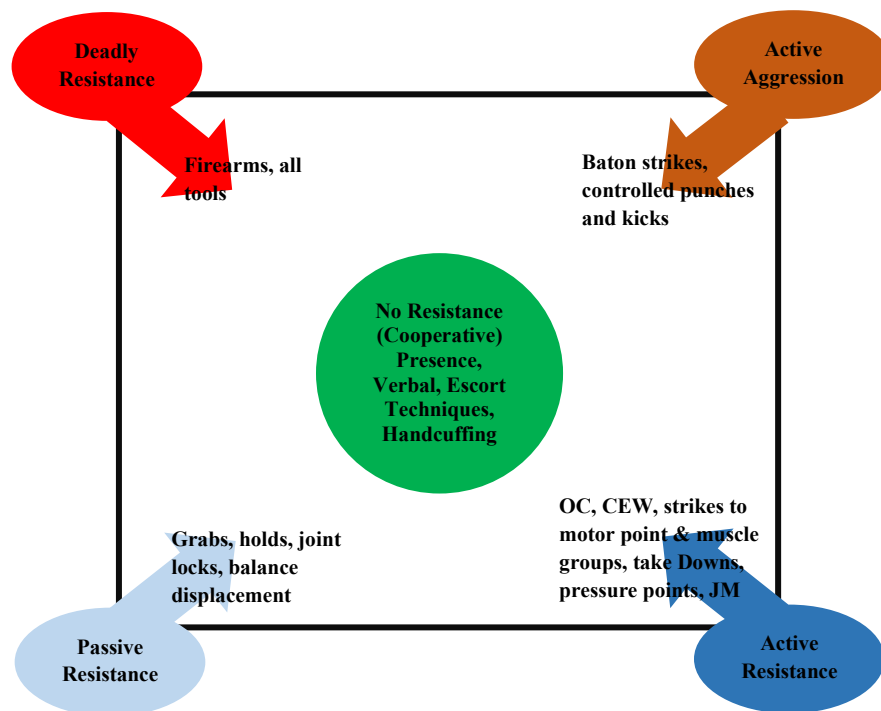 Deadly
Resistance
Active
Aggression
Firearms, all
tools
Baton strikes,
controlled punches
and kicks
No Resistance
(Cooperative)
Presence,
Verbal, Escort
Techniques,
Handcuffing
Grabs, holds, joint
locks, balance
displacement
OC, CEW, strikes to
motor point & muscle
groups, take Downs,
pressure points, JM
Passive
Resistance
Active
Resistance